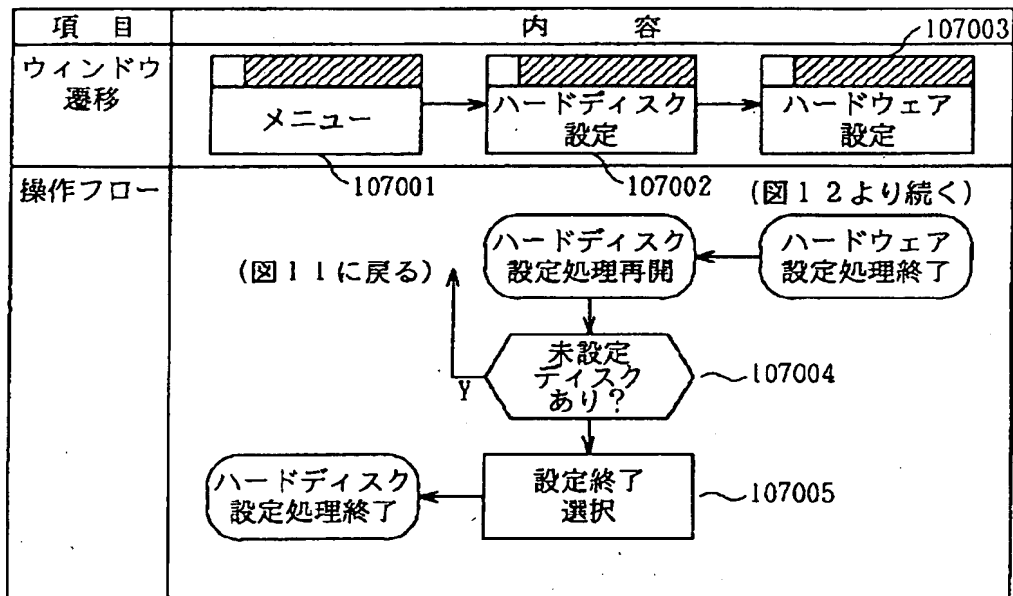 項 目
内 容
107003
ウィンドウ
遷移
メニュー
ハードディスク
設定
ハードウェア
設定
107001
107002
操作フロー
(図12より続く)
ハードディスク
設定処理再開
ハードウェア
設定処理終了
(図11に戻る)
未設定
ディスク
あり?
Y
107004
設定終了
選択
107005
ハードディスク
設定処理終了